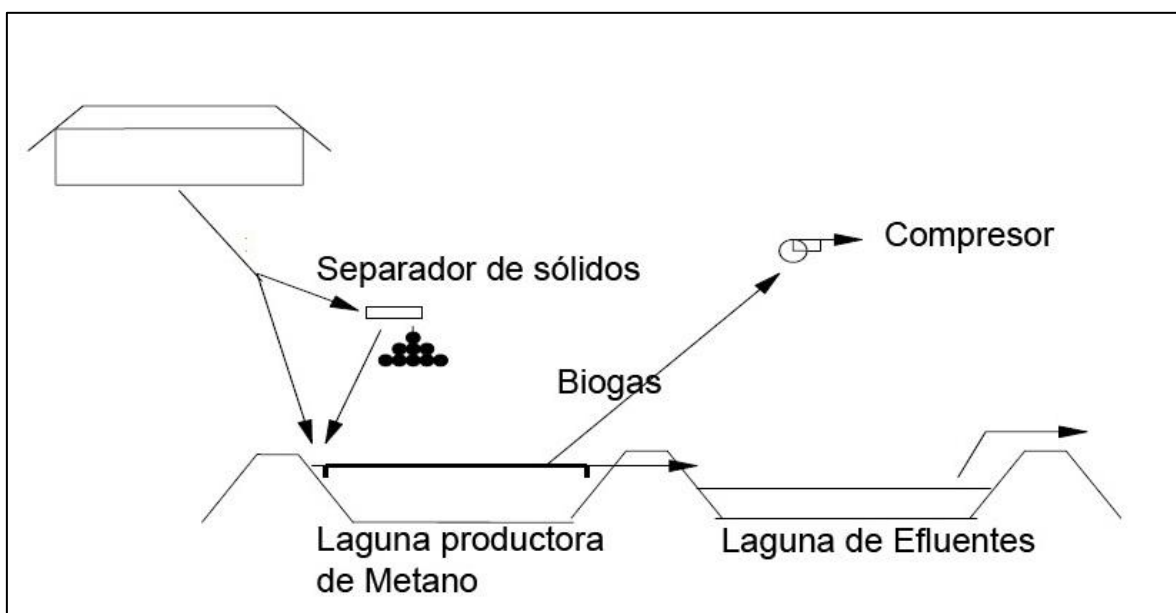 Compresor
Separador de sólidos
Biogas
Laguna productora
de Metano
Laguna de Efluentes